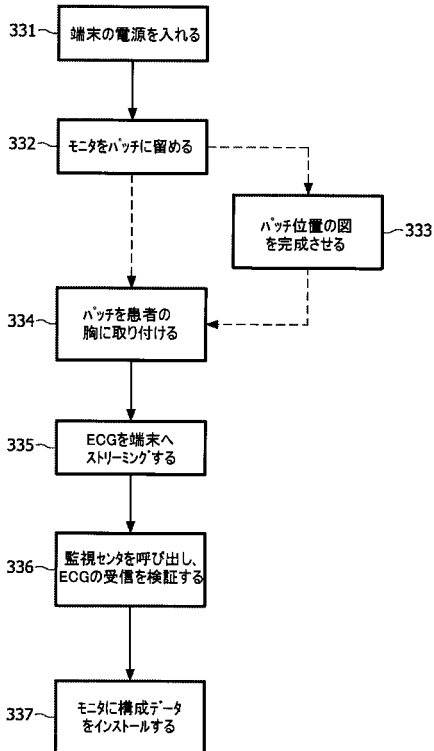 331
端末の電源を入れる
332
モニタをパッチに留める
パッチ位置の図
を完成させる
333
334
パッチを患者の
胸に取り付ける
335
ECGを端末へ
ストリーミングする
336
監視センタを呼び出し、
ECGの受信を検証する
337
モニタに構成データ
をインストールする